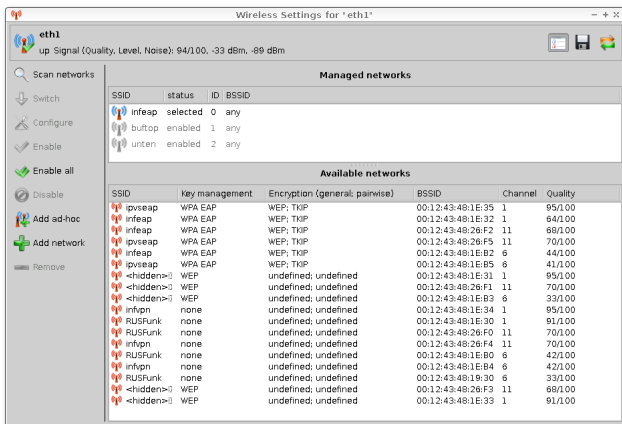 Wireless Settings for "eth1"
eth1
up Signal (Quality, Level, Noise): 94/100, -33 dBm, -89 dBm
Scan networks
Switch
Configure
Enable
Enable all
Disable
Add ad-hoc
Add network
Remove
Managed networks
SSID status ID BSSID
infeap selected 0 any
buftop enabled 1 any
unten enabled 2 any
Available networks
SSID Key management Encryption (general; pairwise) BSSID Channel Quality
ipvseap WPA EAP WEP; TKIP 00:12:43:48:1E:35 1 95/100
infeap WPA EAP WEP; TKIP 00:12:43:48:1E:32 1 64/100
infeap WPA EAP WEP; TKIP 00:12:43:48:26:F2 11 68/100
ipvseap WPA EAP WEP; TKIP 00:12:43:48:26:F5 11 70/100
infeap WPA EAP WEP; TKIP 00:12:43:48:1E:B2 6 44/100
ipvseap WPA EAP WEP; TKIP 00:12:43:48:1E:B5 6 41/100
<hidden> WEP undefined; undefined 00:12:43:48:1E:31 1 95/100
<hidden> WEP undefined; undefined 00:12:43:48:26:F1 11 70/100
<hidden> WEP undefined; undefined 00:12:43:48:1E:B3 6 33/100
infvpn none undefined; undefined 00:12:43:48:1E:34 1 95/100
RUSFunk none undefined; undefined 00:12:43:48:1E:30 1 91/100
RUSFunk none undefined; undefined 00:12:43:48:26:F0 11 70/100
infvpn none undefined; undefined 00:12:43:48:26:F4 11 70/100
RUSFunk none undefined; undefined 00:12:43:48:1E:B0 6 42/100
infvpn none undefined; undefined 00:12:43:48:1E:B4 6 42/100
RUSFunk none undefined; undefined 00:12:43:48:19:30 6 33/100
<hidden> WEP undefined; undefined 00:12:43:48:26:F3 11 68/100
<hidden> WEP undefined; undefined 00:12:43:48:1E:33 1 91/100